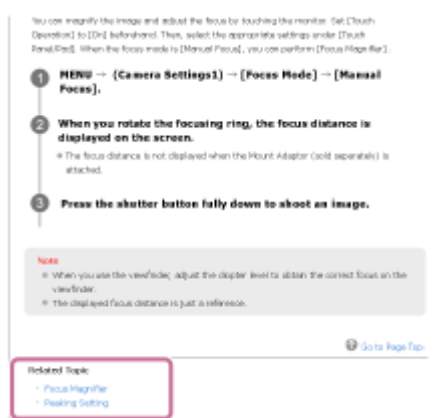 You can magnify the image and adjust the focus by touching the monitor. Set [Touch
Operation] to [On] beforehand. Then, select the appropriate settings under [Touch
Panel/Pad]. When the focus mode is [Manual Focus], you can perform [Focus Magnifier].
1 MENU → (Camera Settings1) → [Focus Mode] → [Manual
Focus].
2 When you rotate the focusing ring, the focus distance is
displayed on the screen.
The focus distance is not displayed when the Mount Adaptor (sold separately) is
attached.
3 Press the shutter button fully down to shoot an image.
Note
When you use the viewfinder, adjust the diopter level to obtain the correct focus on the
viewfinder.
The displayed focus distance is just a reference.
Go to Page Top
Related Topic
Focus Magnifier
Peaking Setting